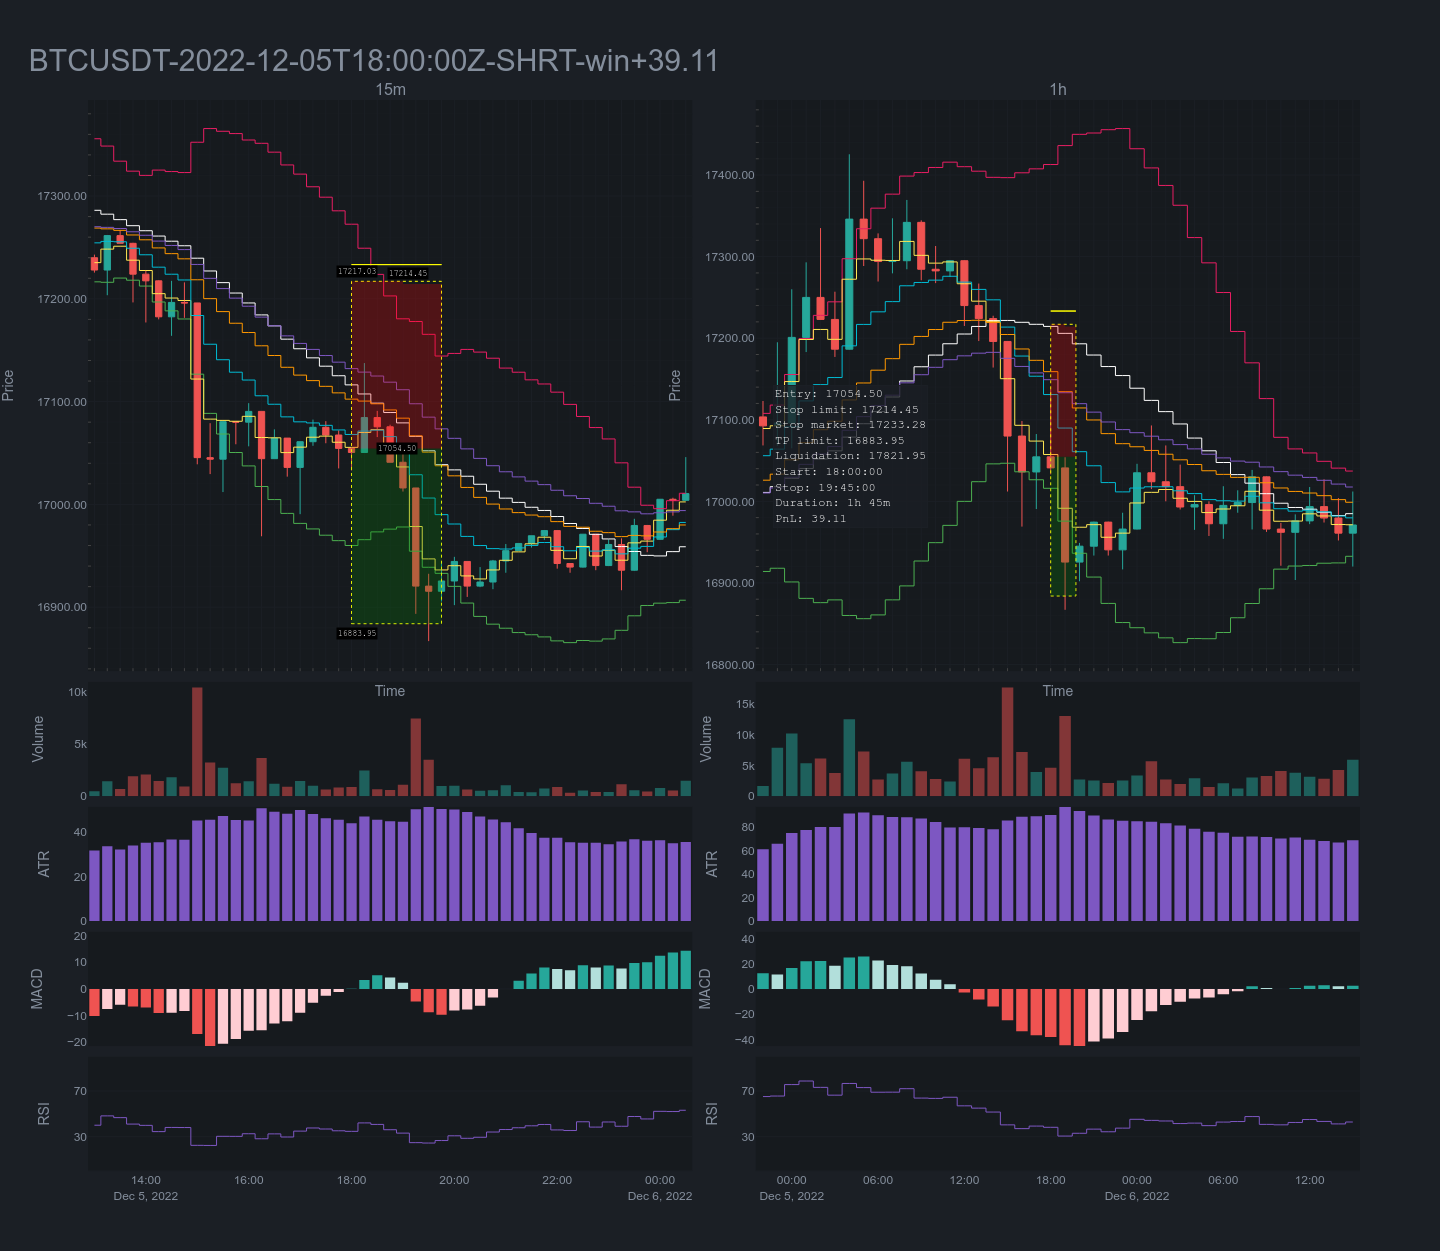 BTCUSDT-2022-12-05T18:00:00Z-SHRT-win+39.11
15m
17300.00
17200.00
17100.00
17000.00
16900.00
Price
17217.03
17214.45
17054.50
16883.95
Time
1h
17400.00
17300.00
17200.00
17100.00
17000.00
16900.00
16800.00
Price
Entry: 17054.50
Stop limit: 17214.45
Stop market: 17233.28
TP limit: 16883.95
Liquidation: 17821.95
Start: 18:00:00
Stop: 19:45:00
Duration: 1h 45m
PnL: 39.11
Time
10k
5k
0
Volume
15k
10k
5k
0
Volume
40
20
0
ATR
80
60
40
20
0
ATR
20
10
0
−10
−20
MACD
40
20
0
−20
−40
MACD
70
30
RSI
70
30
RSI
14:00
16:00
18:00
20:00
22:00
00:00
Dec 5, 2022
Dec 6, 2022
00:00
06:00
12:00
18:00
00:00
06:00
12:00
Dec 5, 2022
Dec 6, 2022